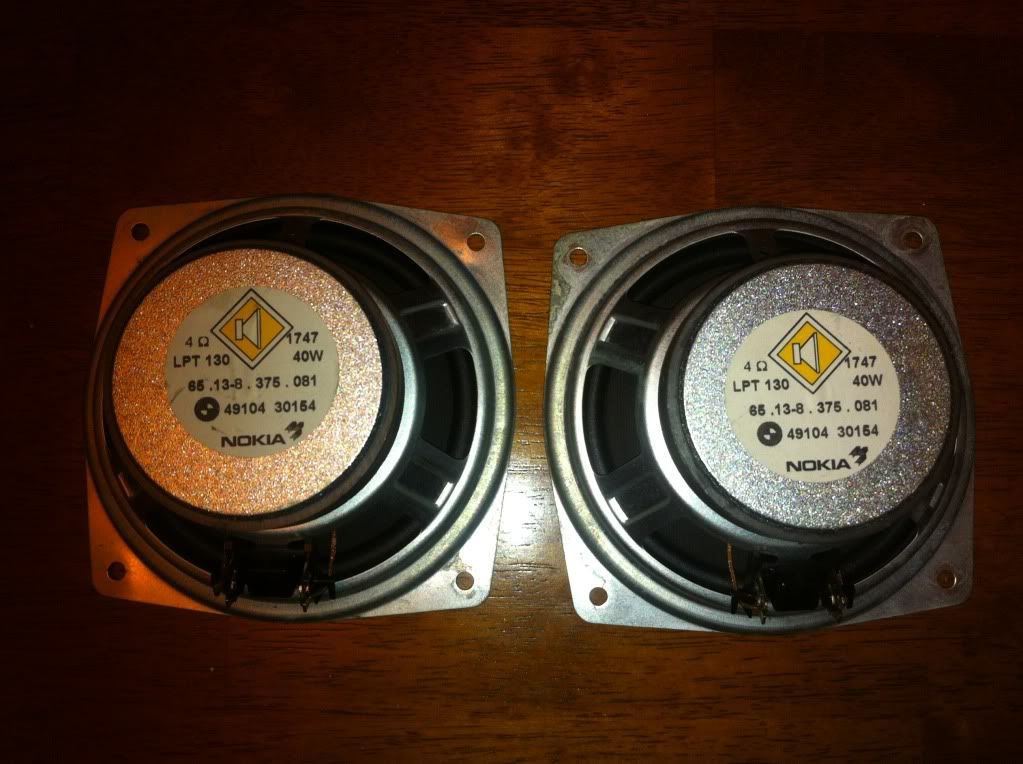 4 Ω 1747
LPT 130 40W
65 .13-8 . 375 . 081
49104 30154
NOKIA
4 Ω 1747
LPT 130 40W
65 .13-8 . 375 . 081
49104 30154
NOKIA